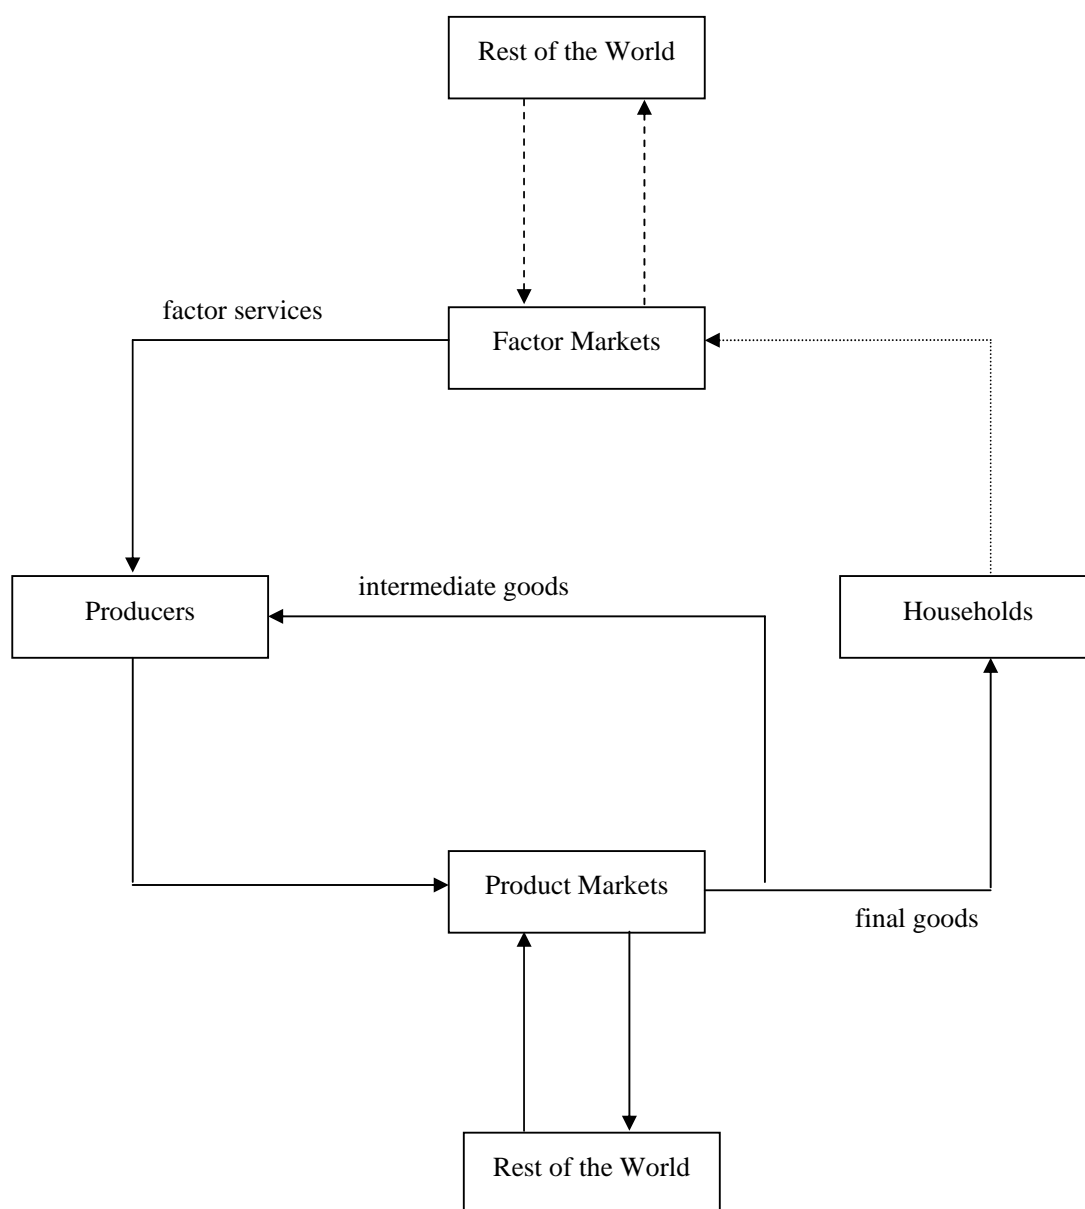 Rest of the World
factor services
Factor Markets
intermediate goods
Producers
Households
Product Markets
final goods
Rest of the World